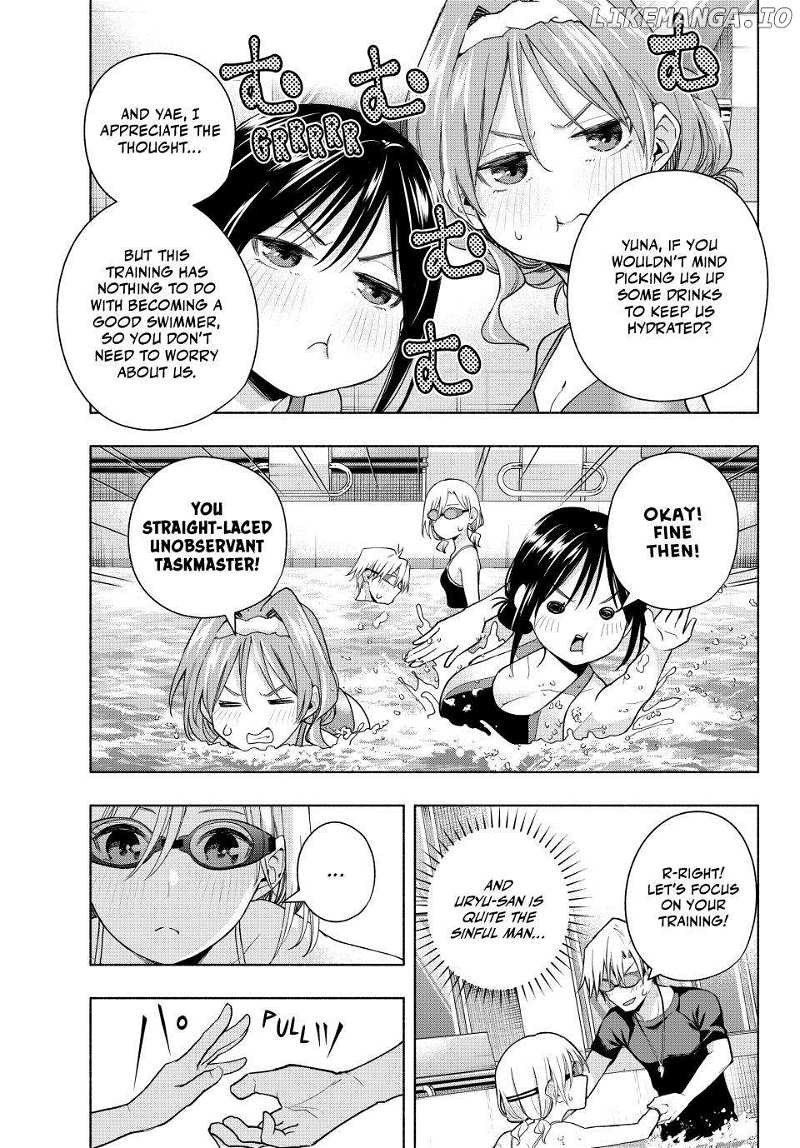 LIKEMANGA.IO
YUNA, IF YOU
WOULDN'T MIND
PICKING US UP
SOME DRINKS
TO KEEP US
HYDRATED?
む
む
む
む
む
GRRRRR
AND YAE, I
APPRECIATE THE
THOUGHT...
BUT THIS
TRAINING HAS
NOTHING TO DO
WITH BECOMING A
GOOD SWIMMER,
SO YOU DON'T
NEED TO WORRY
ABOUT US.
OKAY!
FINE
THEN!
YOU
STRAIGHT-LACED
UNOBSERVANT
TASKMASTER!
R-RIGHT!
LET'S FOCUS
ON YOUR
TRAINING!
AND
URYU-SAN IS
QUITE THE
SINFUL MAN...
...
パ
PULL